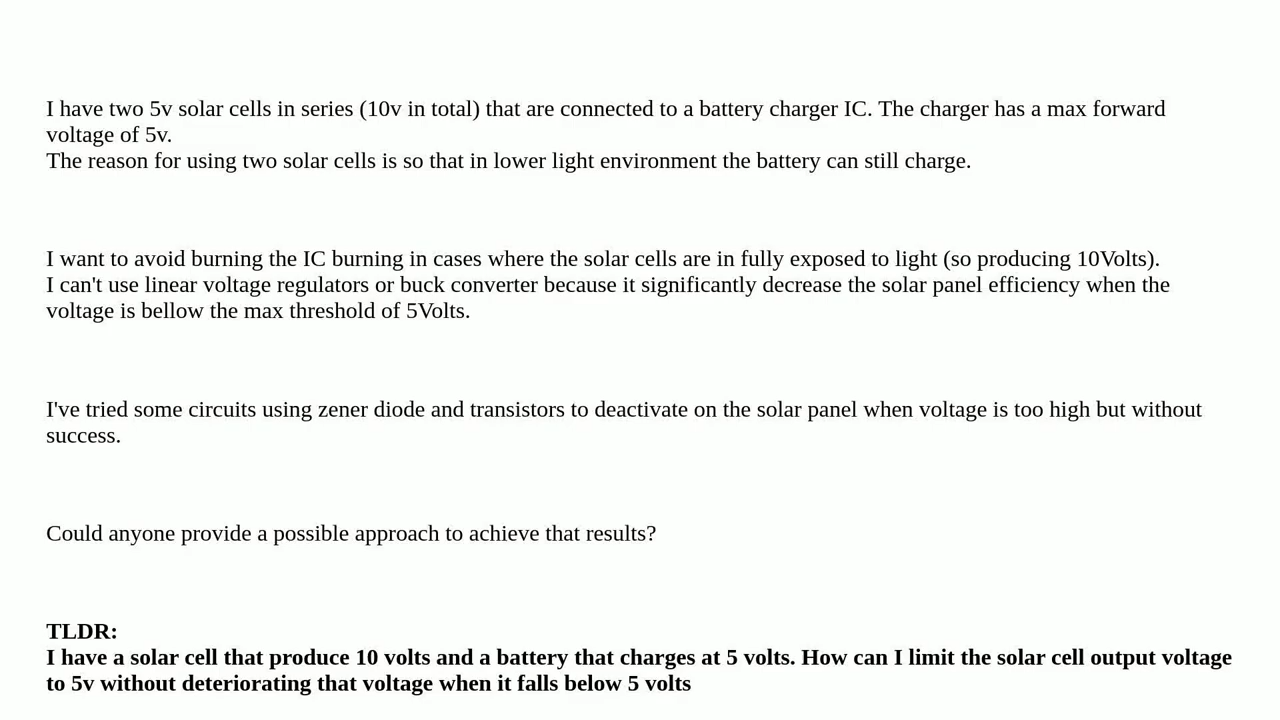 I have two 5v solar cells in series (10v in total) that are connected to a battery charger IC. The charger has a max forward
voltage of 5v.
The reason for using two solar cells is so that in lower light environment the battery can still charge.
I want to avoid burning the IC burning in cases where the solar cells are in fully exposed to light (so producing 10Volts).
I can't use linear voltage regulators or buck converter because it significantly decrease the solar panel efficiency when the
voltage is bellow the max threshold of 5Volts.
I've tried some circuits using zener diode and transistors to deactivate on the solar panel when voltage is too high but without
success.
Could anyone provide a possible approach to achieve that results?
TLDR:
I have a solar cell that produce 10 volts and a battery that charges at 5 volts. How can I limit the solar cell output voltage
to 5v without deteriorating that voltage when it falls below 5 volts